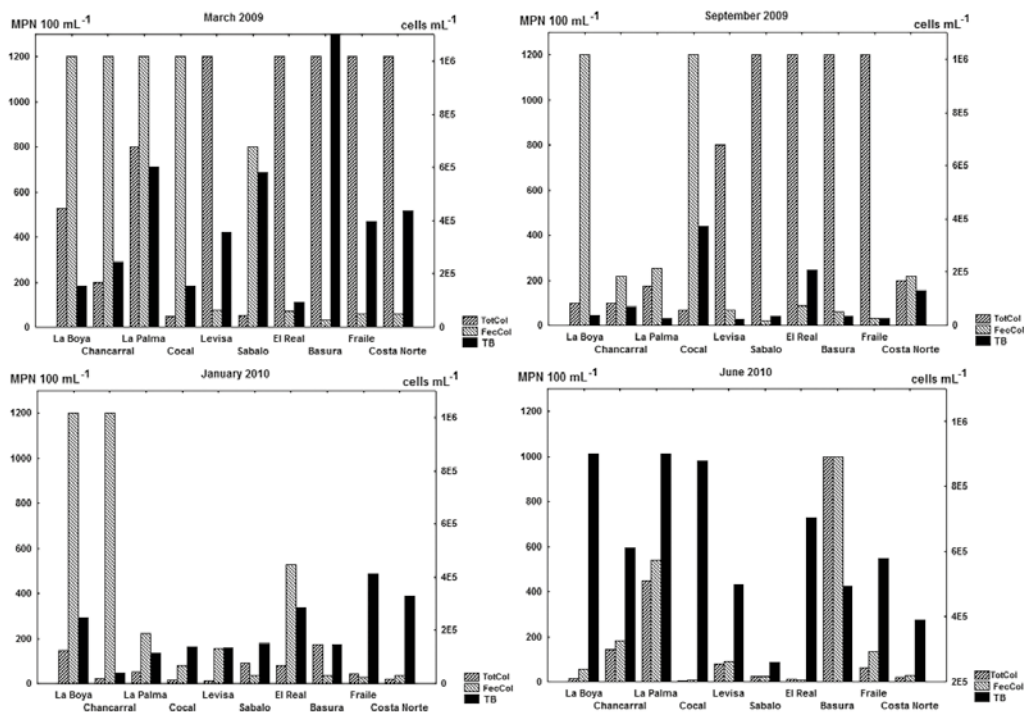 March 2009
MPN 100 mL-1 cells mL-1
1200 1E6
1000
8E5
800
6E5
600
4E5
400
2E5
200
0 0
TotCol
FecCol
TB
La Boya La Palma Levisa El Real Fraile
Chancarral Cocal Sabalo Basura Costa Norte
September 2009
MPN 100 mL-1 cells mL-1
1200 1E6
1000
8E5
800
6E5
600
4E5
400
2E5
200
0 0
TotCol
FecCol
TB
La Boya La Palma Levisa El Real Fraile
Chancarral Cocal Sabalo Basura Costa Norte
January 2010
MPN 100 mL-1 cells mL-1
1200
1E6
1000
8E5
800
6E5
600
4E5
400
2E5
200
0 0
TotCol
FecCol
TB
La Boya La Palma Levisa El Real Fraile
Chancarral Cocal Sabalo Basura Costa Norte
June 2010
MPN 100 mL-1 cells mL-1
1200
1E6
1000
8E5
800
600
6E5
400
4E5
200
0 2E5
TotCol
FecCol
TB
La Boya La Palma Levisa El Real Fraile
Chancarral Cocal Sabalo Basura Costa Norte